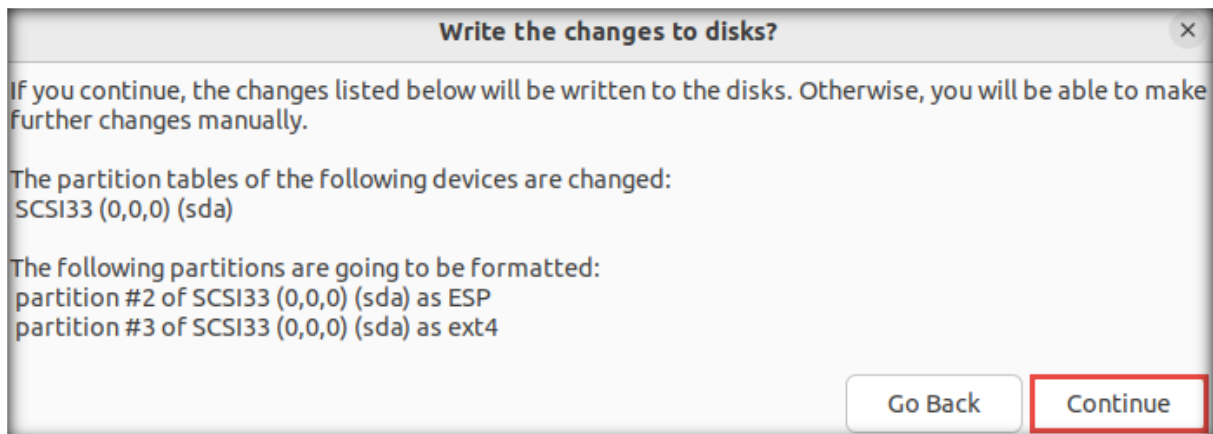 Write the changes to disks?
If you continue, the changes listed below will be written to the disks. Otherwise, you will be able to make
further changes manually.
The partition tables of the following devices are changed:
SCSI33 (0,0,0) (sda)
The following partitions are going to be formatted:
partition #2 of SCSI33 (0,0,0) (sda) as ESP
partition #3 of SCSI33 (0,0,0) (sda) as ext4
Go Back
Continue